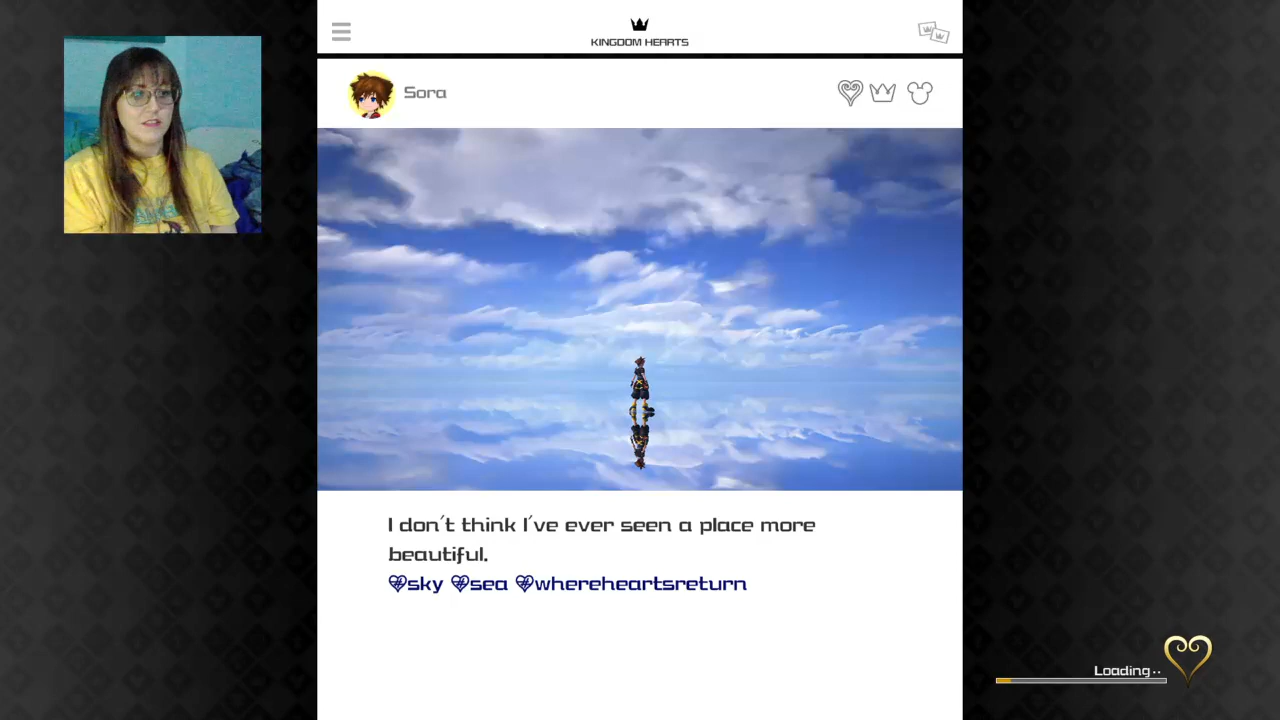 KINGDOM HEARTS
Sora
I don't think I've ever seen a place more
beautiful.
#sky #sea #whereheartsreturn
Loading..